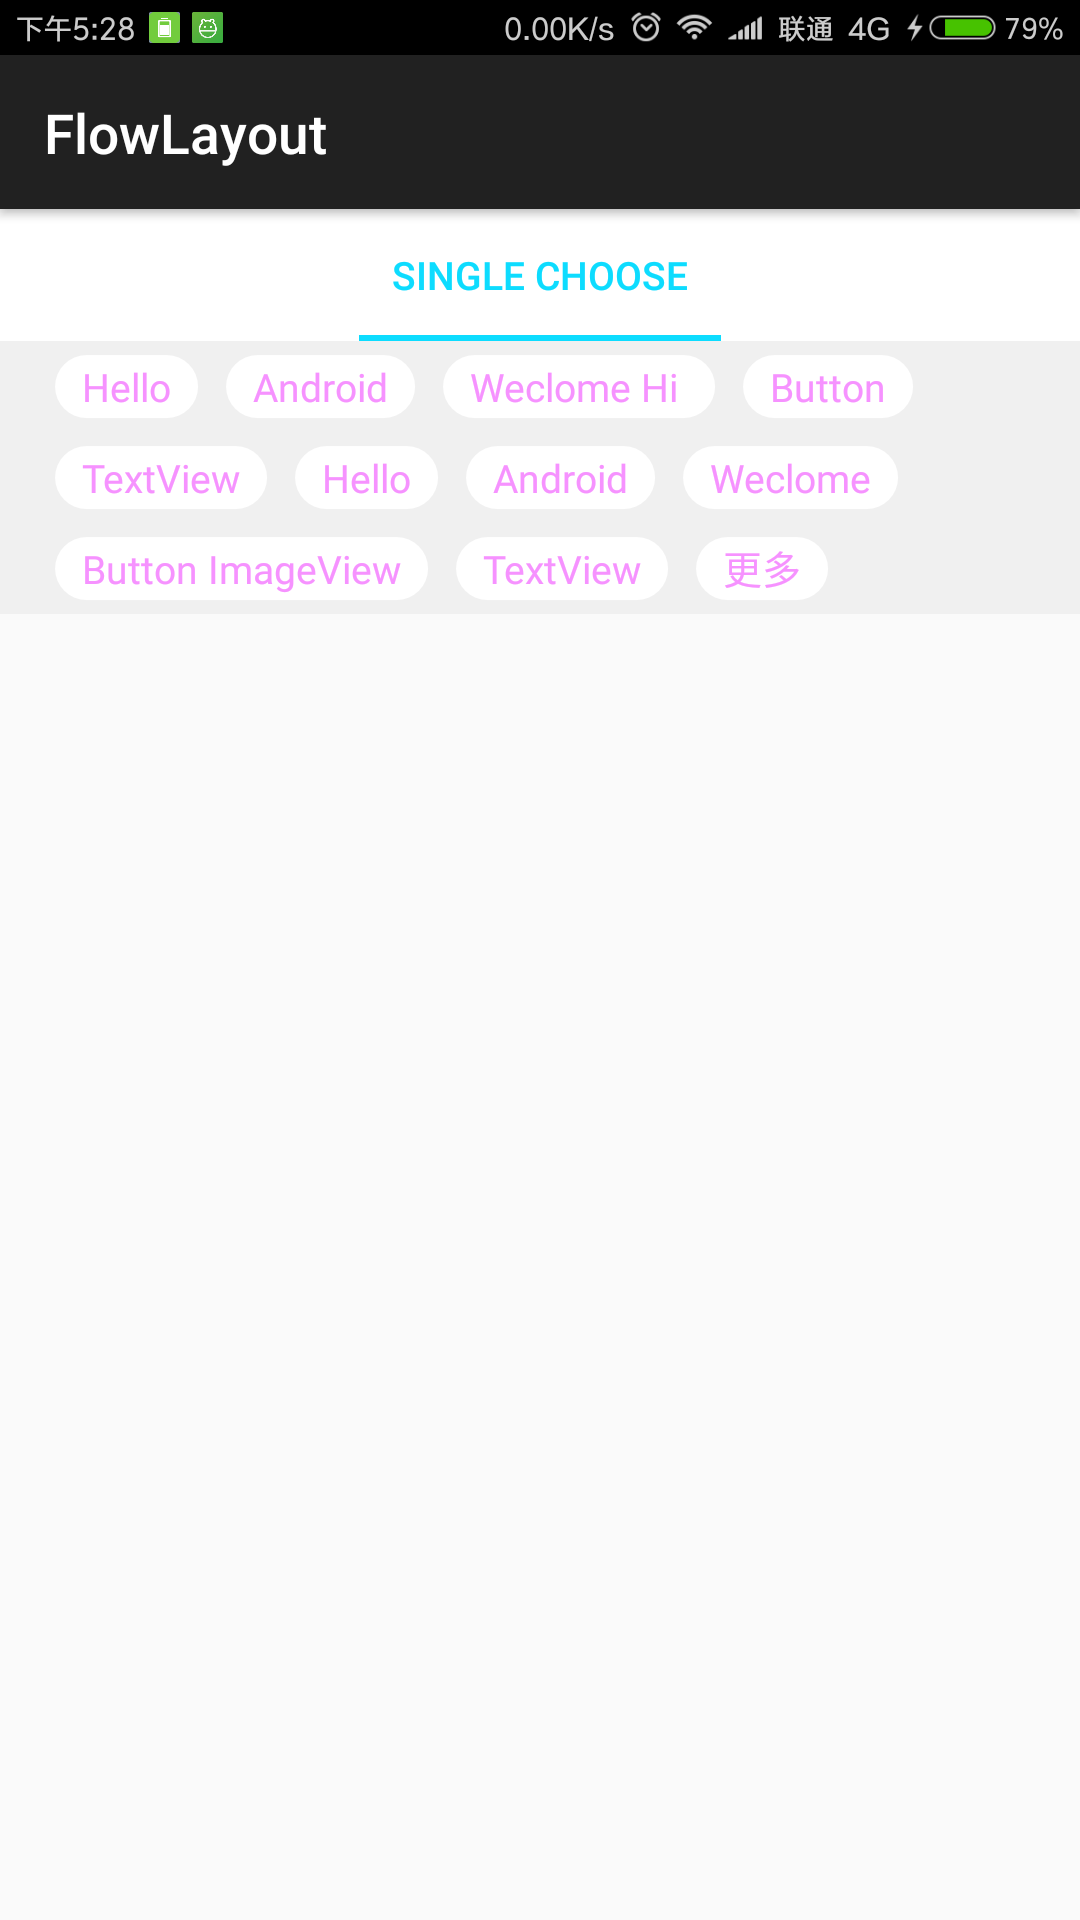 下午5:28 0.00K/s 联通 4G 79%
FlowLayout
SINGLE CHOOSE
Hello Android Weclome Hi Button
TextView Hello Android Weclome
Button ImageView TextView 更多